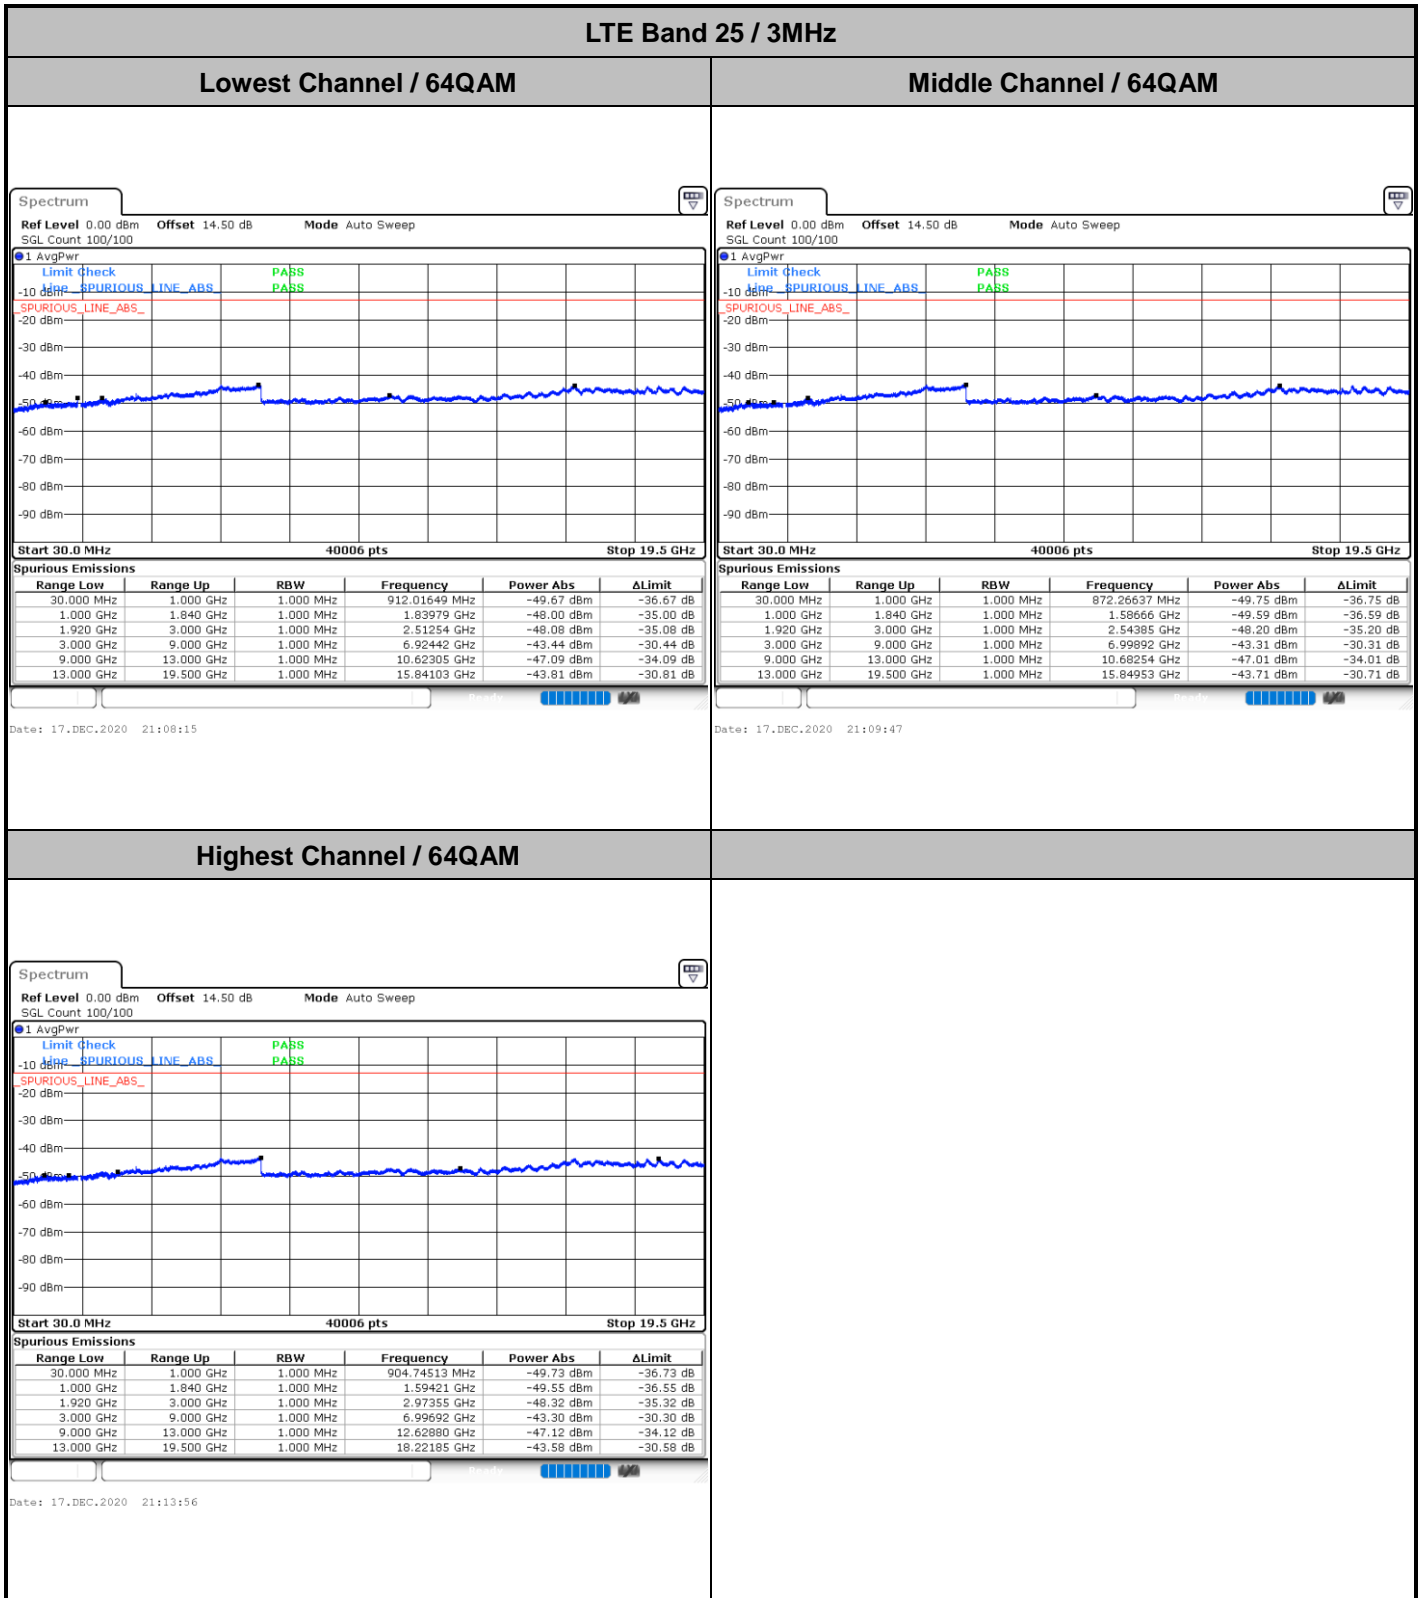 LTE Band 25 / 3MHz
Lowest Channel / 64QAM
Middle Channel / 64QAM
Spectrum
Ref Level 0.00 dBm Offset 14.50 dB Mode Auto Sweep
SGL Count 100/100
1 AvgPwr
Limit Check PASS
Line _SPURIOUS_LINE_ABS_ PASS
-10 dBm
_SPURIOUS_LINE_ABS_
-20 dBm
-30 dBm
-40 dBm
-50 dBm
-60 dBm
-70 dBm
-80 dBm
-90 dBm
Start 30.0 MHz 40006 pts Stop 19.5 GHz
Spurious Emissions
Range Low Range Up RBW Frequency Power Abs ΔLimit
30.000 MHz 1.000 GHz 1.000 MHz 912.01649 MHz -49.67 dBm -36.67 dB
1.000 GHz 1.840 GHz 1.000 MHz 1.83979 GHz -48.00 dBm -35.00 dB
1.920 GHz 3.000 GHz 1.000 MHz 2.51254 GHz -48.08 dBm -35.08 dB
3.000 GHz 9.000 GHz 1.000 MHz 6.92442 GHz -43.44 dBm -30.44 dB
9.000 GHz 13.000 GHz 1.000 MHz 10.62305 GHz -47.09 dBm -34.09 dB
13.000 GHz 19.500 GHz 1.000 MHz 15.84103 GHz -43.81 dBm -30.81 dB
Ready
Date: 17.DEC.2020 21:08:15
Spectrum
Ref Level 0.00 dBm Offset 14.50 dB Mode Auto Sweep
SGL Count 100/100
1 AvgPwr
Limit Check PASS
Line _SPURIOUS_LINE_ABS_ PASS
-10 dBm
_SPURIOUS_LINE_ABS_
-20 dBm
-30 dBm
-40 dBm
-50 dBm
-60 dBm
-70 dBm
-80 dBm
-90 dBm
Start 30.0 MHz 40006 pts Stop 19.5 GHz
Spurious Emissions
Range Low Range Up RBW Frequency Power Abs ΔLimit
30.000 MHz 1.000 GHz 1.000 MHz 872.26637 MHz -49.75 dBm -36.75 dB
1.000 GHz 1.840 GHz 1.000 MHz 1.58666 GHz -49.59 dBm -36.59 dB
1.920 GHz 3.000 GHz 1.000 MHz 2.54385 GHz -48.20 dBm -35.20 dB
3.000 GHz 9.000 GHz 1.000 MHz 6.99892 GHz -43.31 dBm -30.31 dB
9.000 GHz 13.000 GHz 1.000 MHz 10.68254 GHz -47.01 dBm -34.01 dB
13.000 GHz 19.500 GHz 1.000 MHz 15.84953 GHz -43.71 dBm -30.71 dB
Ready
Date: 17.DEC.2020 21:09:47
Highest Channel / 64QAM
Spectrum
Ref Level 0.00 dBm Offset 14.50 dB Mode Auto Sweep
SGL Count 100/100
1 AvgPwr
Limit Check PASS
Line _SPURIOUS_LINE_ABS_ PASS
-10 dBm
_SPURIOUS_LINE_ABS_
-20 dBm
-30 dBm
-40 dBm
-50 dBm
-60 dBm
-70 dBm
-80 dBm
-90 dBm
Start 30.0 MHz 40006 pts Stop 19.5 GHz
Spurious Emissions
Range Low Range Up RBW Frequency Power Abs ΔLimit
30.000 MHz 1.000 GHz 1.000 MHz 904.74513 MHz -49.73 dBm -36.73 dB
1.000 GHz 1.840 GHz 1.000 MHz 1.59421 GHz -49.55 dBm -36.55 dB
1.920 GHz 3.000 GHz 1.000 MHz 2.97355 GHz -48.32 dBm -35.32 dB
3.000 GHz 9.000 GHz 1.000 MHz 6.99692 GHz -43.30 dBm -30.30 dB
9.000 GHz 13.000 GHz 1.000 MHz 12.62880 GHz -47.12 dBm -34.12 dB
13.000 GHz 19.500 GHz 1.000 MHz 18.22185 GHz -43.58 dBm -30.58 dB
Ready
Date: 17.DEC.2020 21:13:56